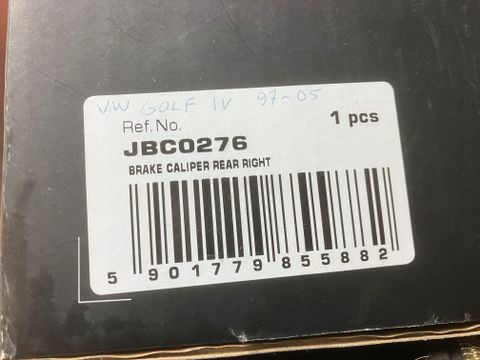 VW GOLF IV 97-05
Ref. No. 1 pcs
JBC0276
BRAKE CALIPER REAR RIGHT
5 901779 855882